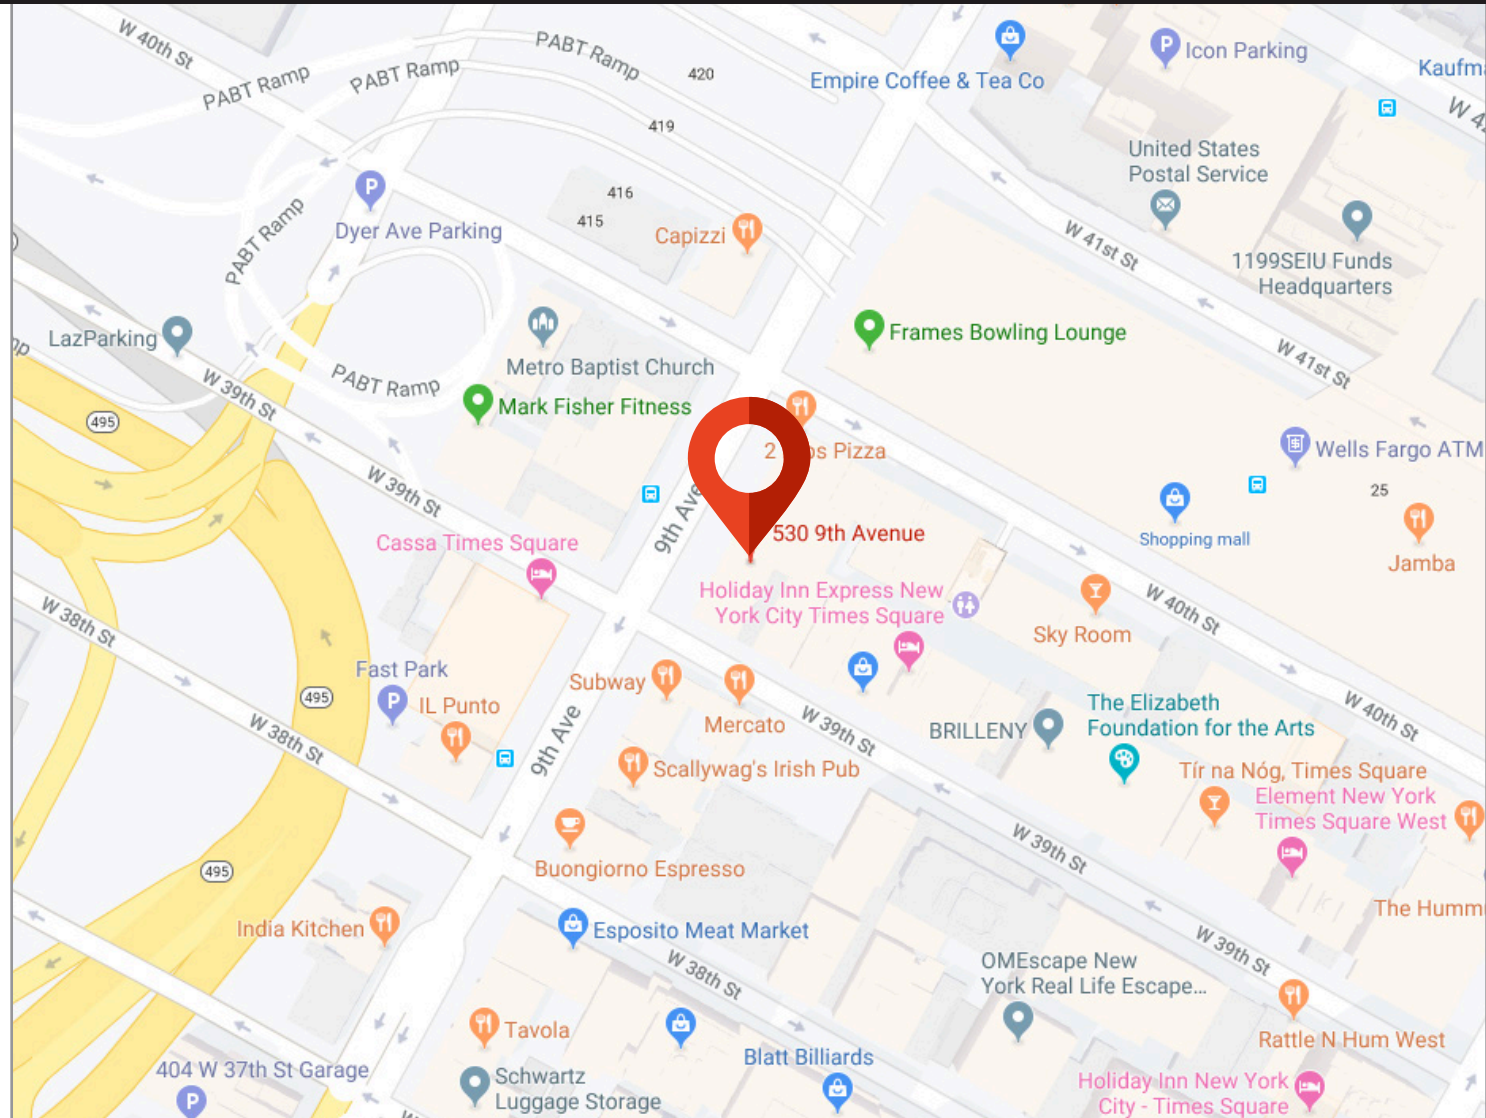 W 40th St
PABT Ramp
PABT Ramp
PABT Ramp
420
419
416
415
Empire Coffee & Tea Co
Icon Parking
United States
Postal Service
1199SEIU Funds
Headquarters
W 41st St
Dyer Ave Parking
Capizzi
PABT Ramp
LazParking
Metro Baptist Church
Frames Bowling Lounge
W 41st St
W 39th St
PABT Ramp
Mark Fisher Fitness
495
Pizza
Wells Fargo ATM
25
W 39th St
9th Ave
530 9th Avenue
Shopping mall
Jamba
Cassa Times Square
Holiday Inn Express New
York City Times Square
Sky Room
W 40th St
W 38th St
Fast Park
495
IL Punto
Subway
Mercato
W 39th St
BRILLENY
The Elizabeth
Foundation for the Arts
W 40th St
W 38th St
9th Ave
Scallywag's Irish Pub
Tír na Nóg, Times Square
Element New York
Times Square West
Buongiorno Espresso
W 39th St
495
India Kitchen
Esposito Meat Market
W 38th St
The
W 39th St
OMEscape New
York Real Life Escape...
Tavola
Rattle N Hum West
Blatt Billiards
404 W 37th St Garage
Schwartz
Luggage Storage
Holiday Inn New York
City - Times Square